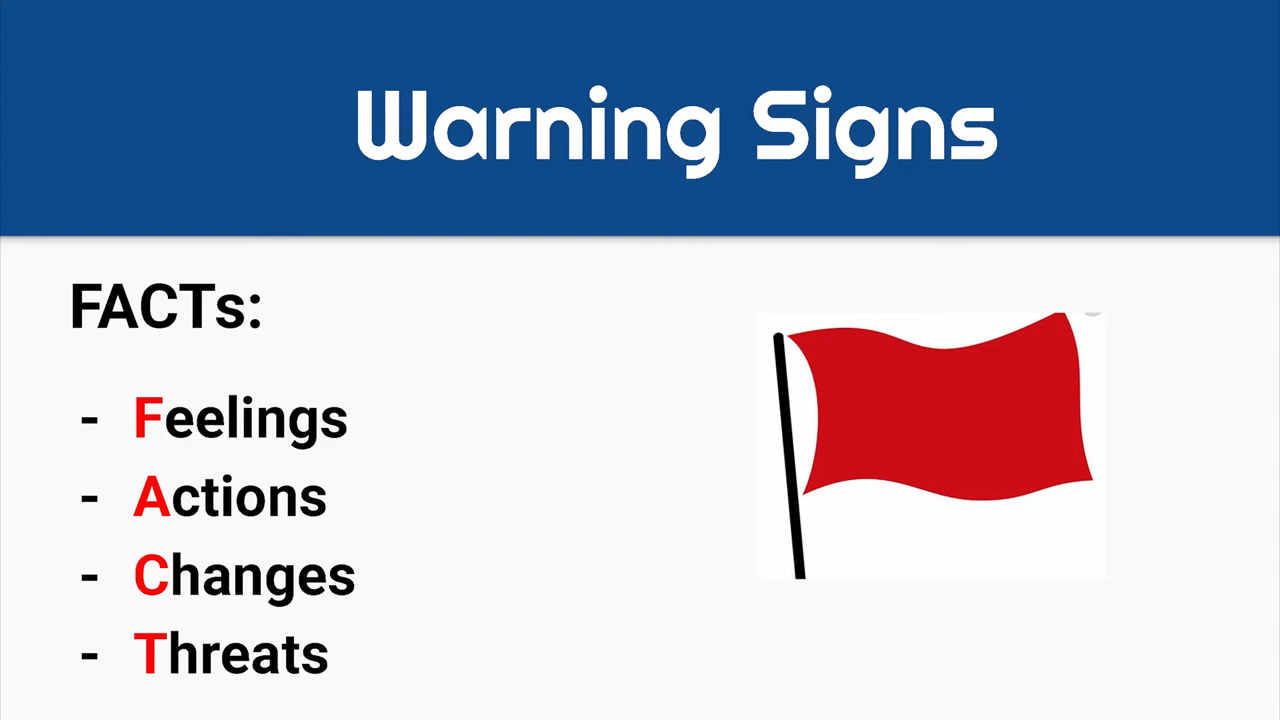 Warning Signs
FACTs:
- Feelings
- Actions
- Changes
- Threats